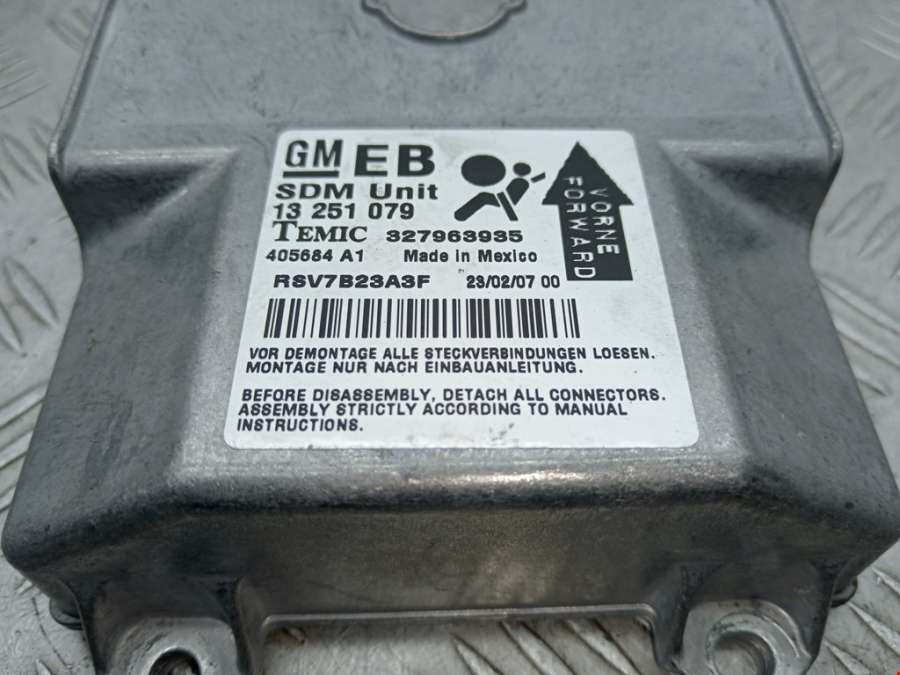 GM EB
SDM Unit
13 251 079
TEMIC 327963935
405684 A1 Made in Mexico
RSV7B23A3F 23/02/07 00
VORNE
FORWARD
VOR DEMONTAGE ALLE STECKVERBINDUNGEN LOESEN.
MONTAGE NUR NACH EINBAUANLEITUNG.
BEFORE DISASSEMBLY, DETACH ALL CONNECTORS.
ASSEMBLY STRICTLY ACCORDING TO MANUAL
INSTRUCTIONS.